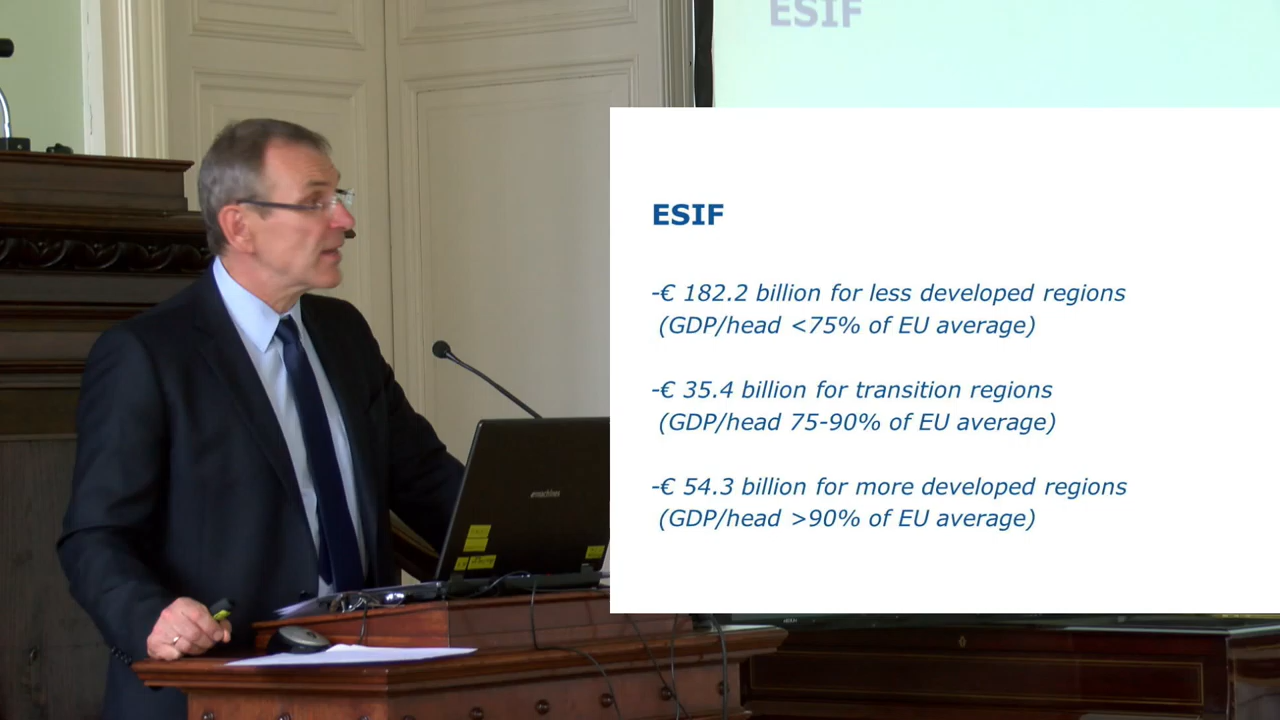 ESIF
ESIF
-€ 182.2 billion for less developed regions
(GDP/head <75% of EU average)
-€ 35.4 billion for transition regions
(GDP/head 75-90% of EU average)
-€ 54.3 billion for more developed regions
(GDP/head >90% of EU average)
emachines